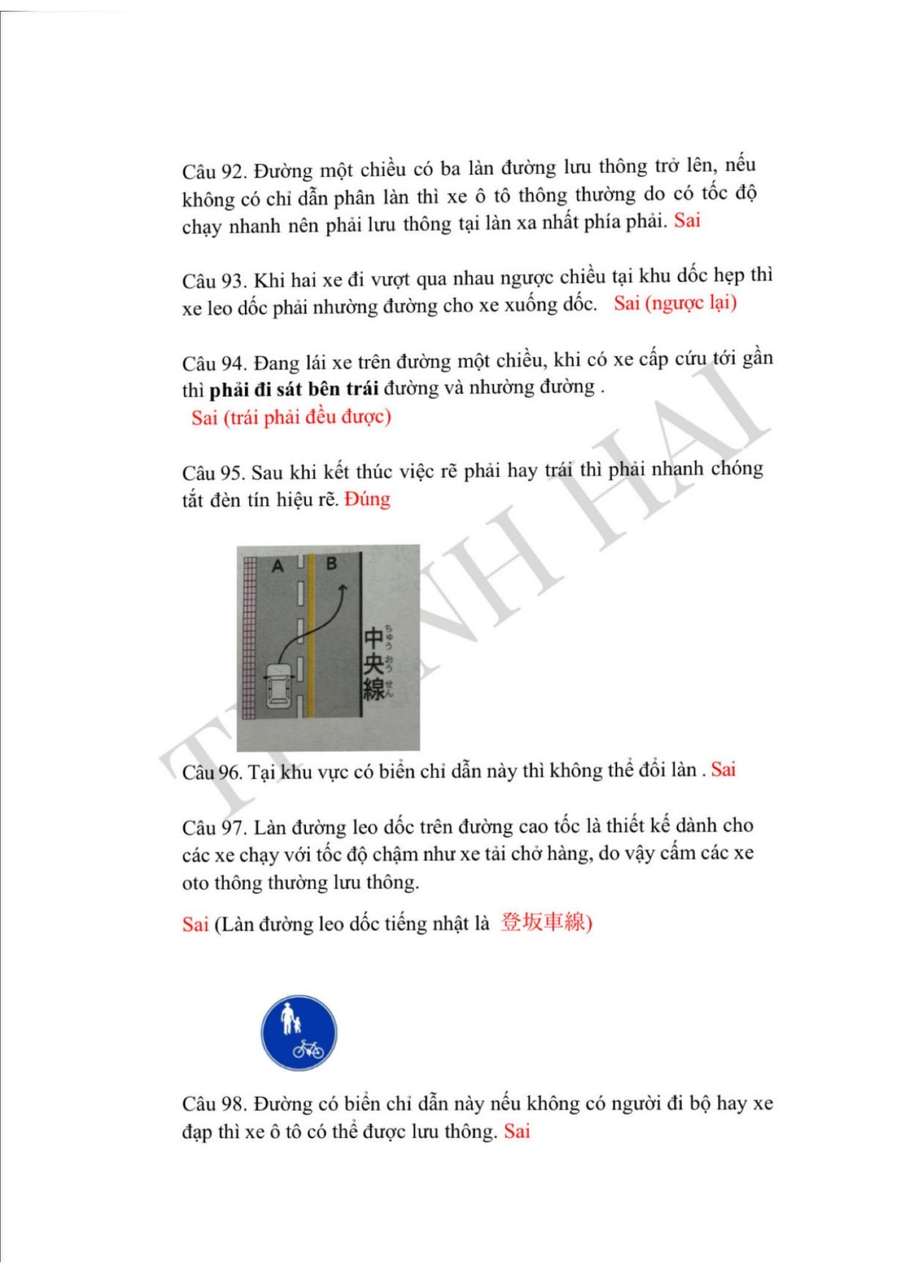 Câu 92. Đường một chiều có ba làn đường lưu thông trở lên, nếu
không có chỉ dẫn phân làn thì xe ô tô thông thường do có tốc độ
chạy nhanh nên phải lưu thông tại làn xa nhất phía phải. Sai
Câu 93. Khi hai xe đi vượt qua nhau ngược chiều tại khu dốc hẹp thì
xe leo dốc phải nhường đường cho xe xuống dốc. Sai (ngược lại)
Câu 94. Đang lái xe trên đường một chiều, khi có xe cấp cứu tới gần
thì phải đi sát bên trái đường và nhường đường .
Sai (trái phải đều được)
Câu 95. Sau khi kết thúc việc rẽ phải hay trái thì phải nhanh chóng
tắt đèn tín hiệu rẽ. Đúng
A B
中央線
ちゅうおうせん
Câu 96. Tại khu vực có biển chỉ dẫn này thì không thể đổi làn . Sai
Câu 97. Làn đường leo dốc trên đường cao tốc là thiết kế dành cho
các xe chạy với tốc độ chậm như xe tải chở hàng, do vậy cấm các xe
oto thông thường lưu thông.
Sai (Làn đường leo dốc tiếng nhật là 登坂車線)
Câu 98. Đường có biển chỉ dẫn này nếu không có người đi bộ hay xe
đạp thì xe ô tô có thể được lưu thông. Sai